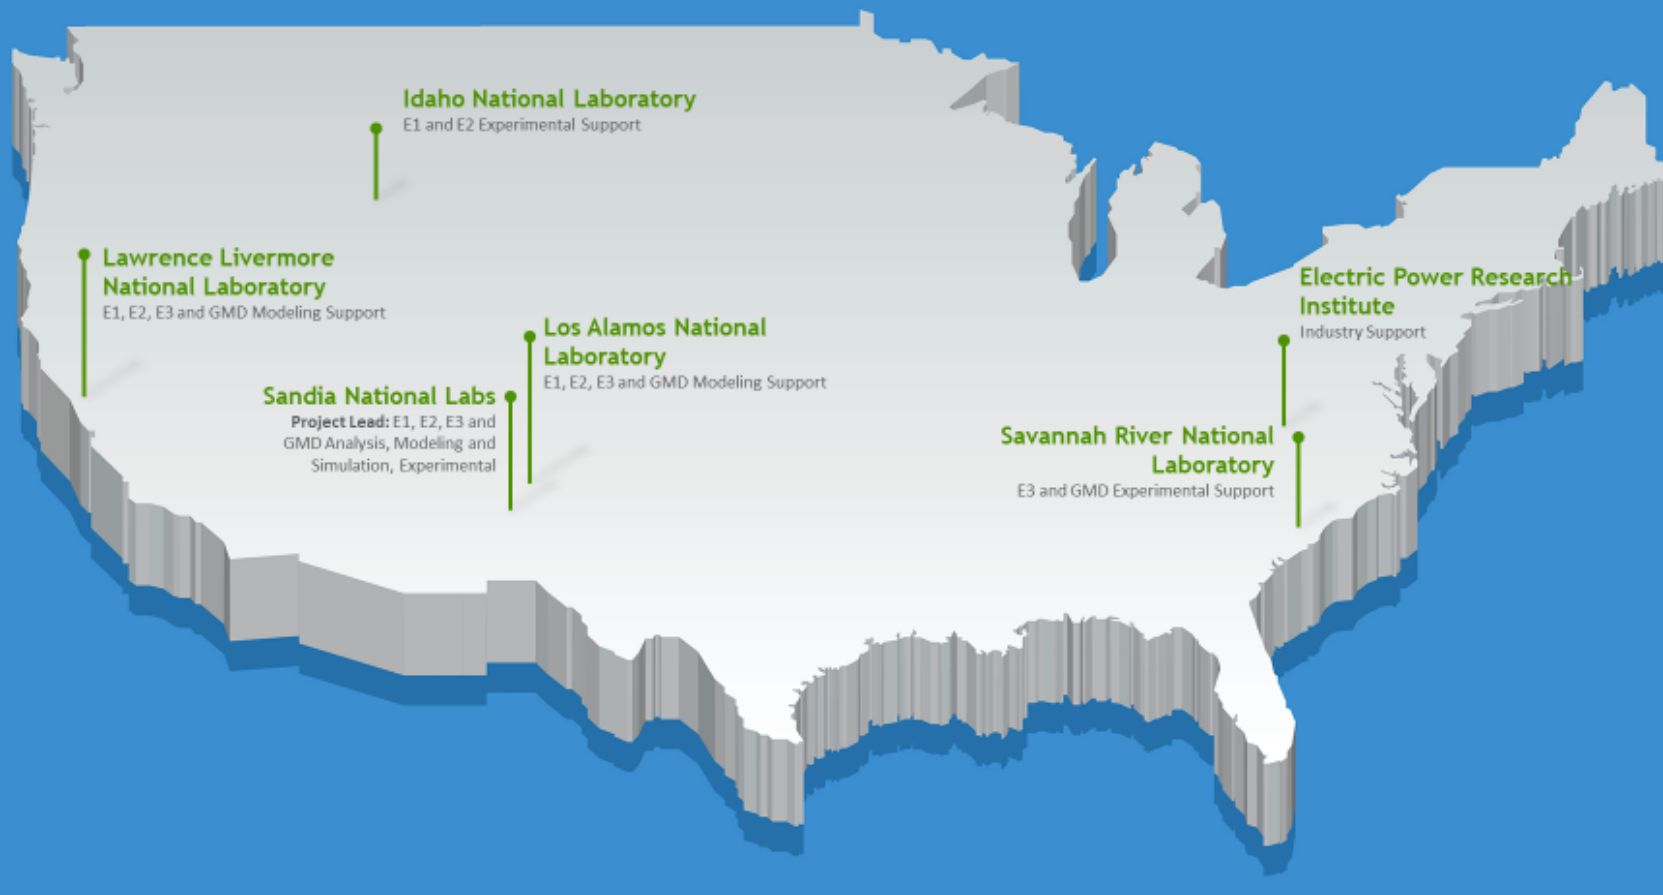 Idaho National Laboratory
E1 and E2 Experimental Support
Lawrence Livermore
National Laboratory
E1, E2, E3 and GMD Modeling Support
Los Alamos National
Laboratory
E1, E2, E3 and GMD Modeling Support
Sandia National Labs
Project Lead: E1, E2, E3 and
GMD Analysis, Modeling and
Simulation, Experimental
Electric Power Research
Institute
Industry Support
Savannah River National
Laboratory
E3 and GMD Experimental Support